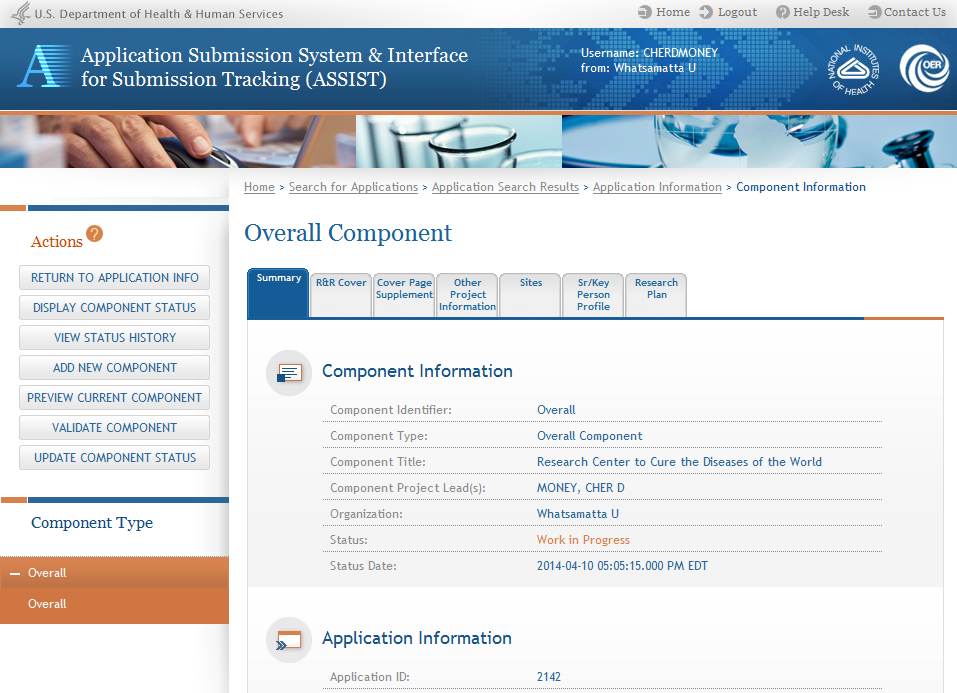 U.S. Department of Health & Human Services
Home
Logout
Help Desk
Contact Us
A
Application Submission System & Interface
for Submission Tracking (ASSIST)
Username: CHERDMONEY
from: Whatsamatta U
NATIONAL INSTITUTES OF HEALTH
OER
Home > Search for Applications > Application Search Results > Application Information > Component Information
Actions ?
RETURN TO APPLICATION INFO
DISPLAY COMPONENT STATUS
VIEW STATUS HISTORY
ADD NEW COMPONENT
PREVIEW CURRENT COMPONENT
VALIDATE COMPONENT
UPDATE COMPONENT STATUS
Component Type
Overall
Overall
Overall Component
Summary
R&R Cover
Cover Page
Supplement
Other
Project
Information
Sites
Sr/Key
Person
Profile
Research
Plan
Component Information
Component Identifier: Overall
Component Type: Overall Component
Component Title: Research Center to Cure the Diseases of the World
Component Project Lead(s): MONEY, CHER D
Organization: Whatsamatta U
Status: Work in Progress
Status Date: 2014-04-10 05:05:15.000 PM EDT
Application Information
Application ID: 2142